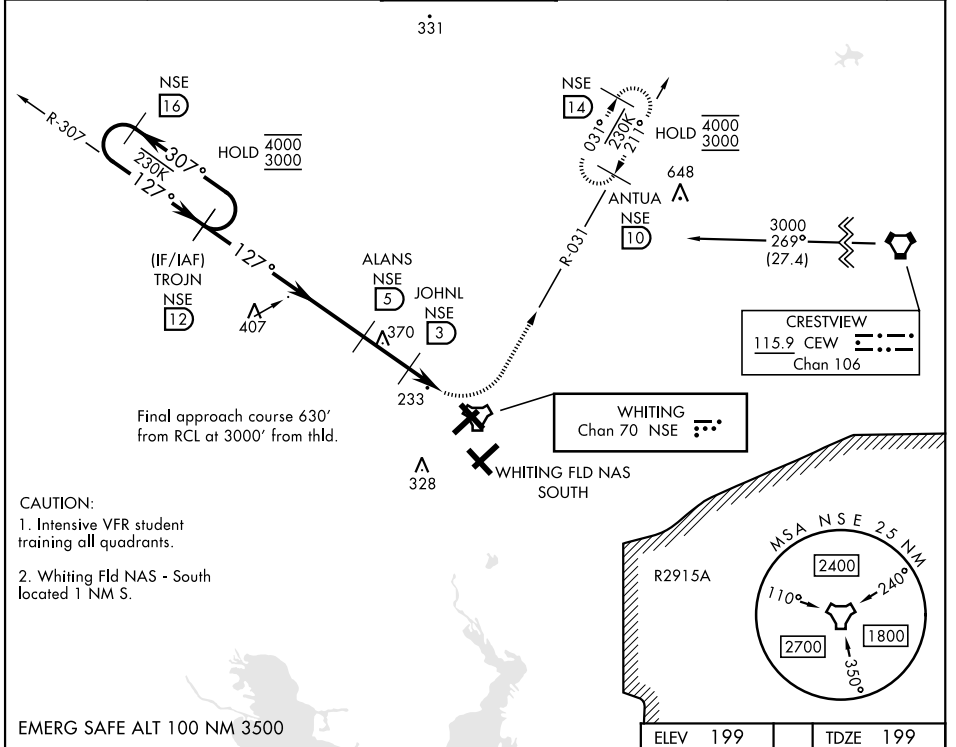 331
NSE
16
R-307
HOLD 4000
3000
307°
230K
127°
127°
(IF/IAF)
TROJN
NSE
12
407
ALANS
NSE
5
370
JOHNL
NSE
3
233
NSE
14
031°
230K
211°
HOLD 4000
3000
648
ANTUA
NSE
10
R-031
3000
269°
(27.4)
CRESTVIEW
115.9 CEW
Chan 106
Final approach course 630'
from RCL at 3000' from thld.
WHITING
Chan 70 NSE
328
WHITING FLD NAS
SOUTH
CAUTION:
1. Intensive VFR student
training all quadrants.
2. Whiting Fld NAS - South
located 1 NM S.
R2915A
MSA NSE 25 NM
2400
110°
240°
2700
1800
350°
EMERG SAFE ALT 100 NM 3500
ELEV 199
TDZE 199